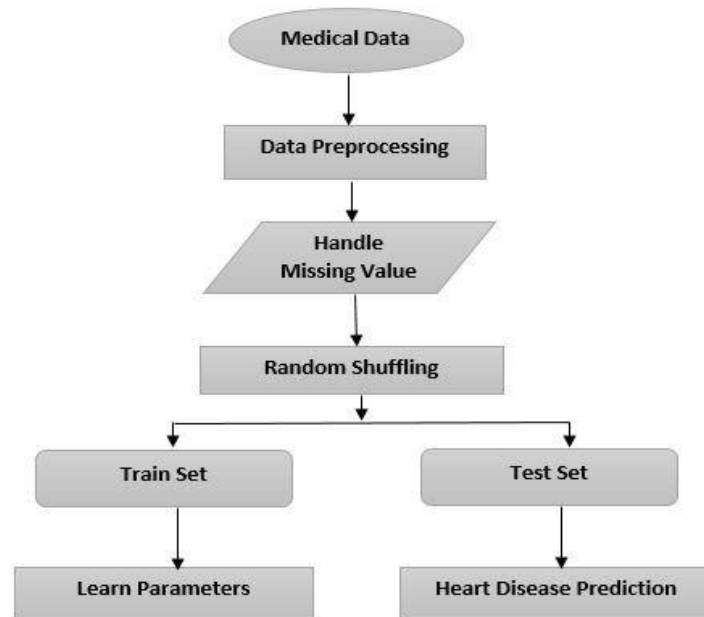 Medical Data
Data Preprocessing
Handle
Missing Value
Random Shuffling
Train Set
Test Set
Learn Parameters
Heart Disease Prediction